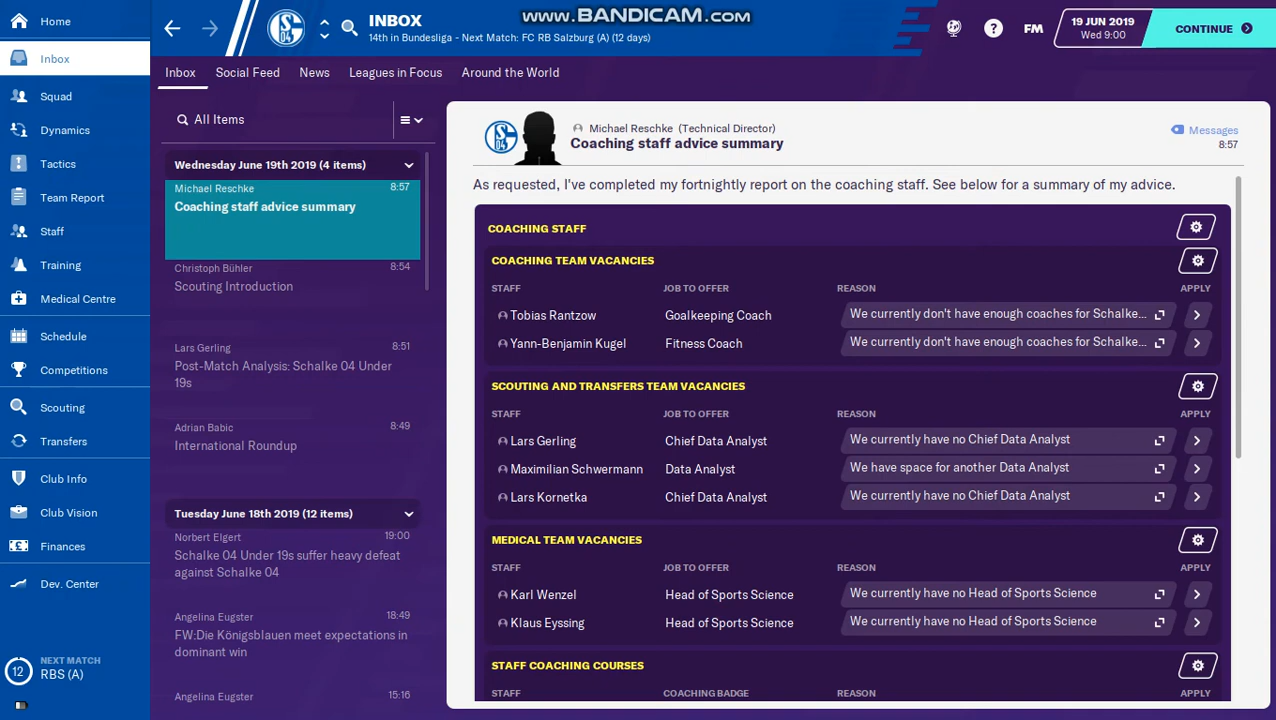 Home
Inbox
Squad
Dynamics
Tactics
Team Report
Staff
Training
Medical Centre
Schedule
Competitions
Scouting
Transfers
Club Info
Club Vision
Finances
Dev. Center
12
NEXT MATCH
RBS (A)
S04
INBOX
14th in Bundesliga - Next Match: FC RB Salzburg (A) (12 days)
www.BANDICAM.com
?
FM
19 JUN 2019
Wed 9:00
CONTINUE
Inbox Social Feed News Leagues in Focus Around the World
All Items
Wednesday June 19th 2019 (4 items)
Michael Reschke 8:57
Coaching staff advice summary
Christoph Bühler 8:54
Scouting Introduction
Lars Gerling 8:51
Post-Match Analysis: Schalke 04 Under
19s
Adrian Babic 8:49
International Roundup
Tuesday June 18th 2019 (12 items)
Norbert Elgert 19:00
Schalke 04 Under 19s suffer heavy defeat
against Schalke 04
Angelina Eugster 18:49
FW:Die Königsblauen meet expectations in
dominant win
Angelina Eugster 15:16
S04
Michael Reschke (Technical Director)
Coaching staff advice summary
Messages
8:57
As requested, I've completed my fortnightly report on the coaching staff. See below for a summary of my advice.
COACHING STAFF
COACHING TEAM VACANCIES
STAFF JOB TO OFFER REASON APPLY
Tobias Rantzow Goalkeeping Coach We currently don't have enough coaches for Schalke...
Yann-Benjamin Kugel Fitness Coach We currently don't have enough coaches for Schalke...
SCOUTING AND TRANSFERS TEAM VACANCIES
STAFF JOB TO OFFER REASON APPLY
Lars Gerling Chief Data Analyst We currently have no Chief Data Analyst
Maximilian Schwermann Data Analyst We have space for another Data Analyst
Lars Kornetka Chief Data Analyst We currently have no Chief Data Analyst
MEDICAL TEAM VACANCIES
STAFF JOB TO OFFER REASON APPLY
Karl Wenzel Head of Sports Science We currently have no Head of Sports Science
Klaus Eyssing Head of Sports Science We currently have no Head of Sports Science
STAFF COACHING COURSES
STAFF COACHING BADGE REASON APPLY